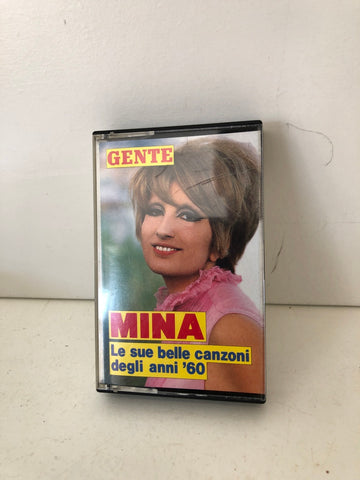 GENTE
MINA
Le sue belle canzoni
degli anni '60